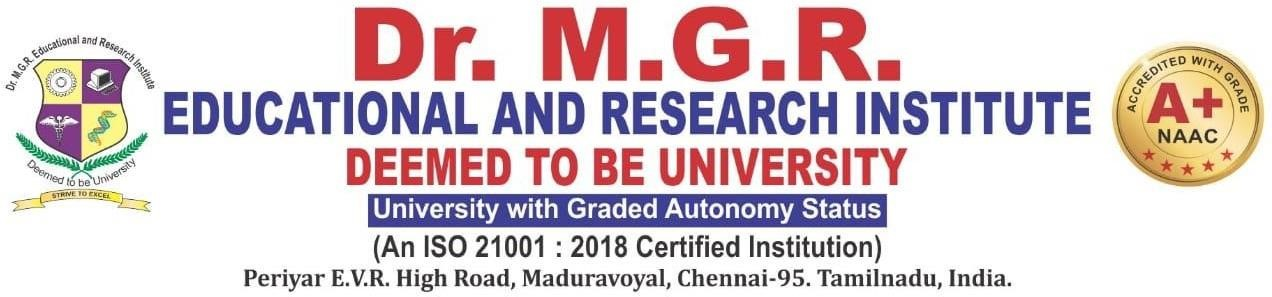 Dr. M.G.R. Educational and Research Institute
Deemed to be University
STRIVE TO EXCEL
Dr. M.G.R.
EDUCATIONAL AND RESEARCH INSTITUTE
DEEMED TO BE UNIVERSITY
University with Graded Autonomy Status
(An ISO 21001 : 2018 Certified Institution)
Periyar E.V.R. High Road, Maduravoyal, Chennai-95. Tamilnadu, India.
ACCREDITED WITH GRADE
A+
NAAC